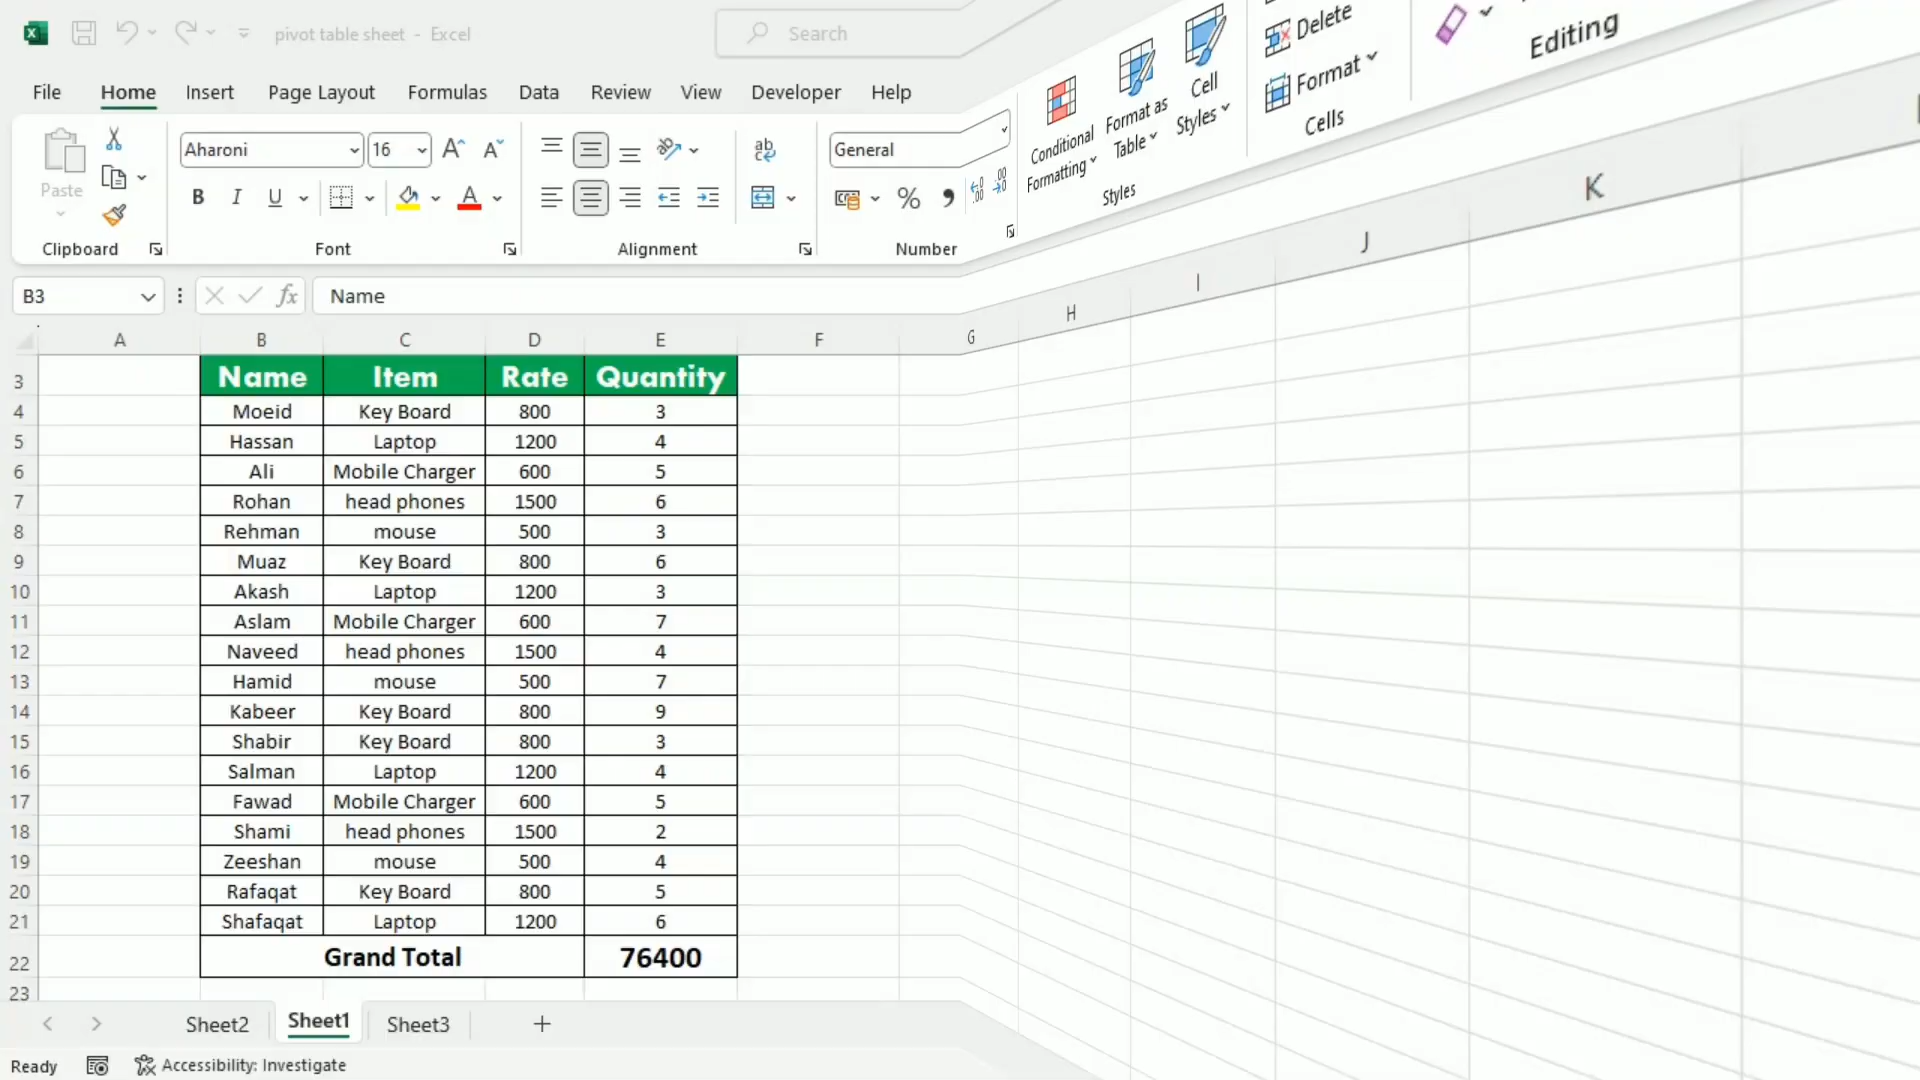 pivot table sheet - Excel
Search
File Home Insert Page Layout Formulas Data Review View Developer Help
Paste
Clipboard
Aharoni 16
B I U
Font
ab
Alignment
General
Number
Conditional Formatting
Format as Table
Cell Styles
Styles
Delete
Format
Cells
Editing
B3 fx Name
A B C D E F G H I J K
3 Name Item Rate Quantity
4 Moeid Key Board 800 3
5 Hassan Laptop 1200 4
6 Ali Mobile Charger 600 5
7 Rohan head phones 1500 6
8 Rehman mouse 500 3
9 Muaz Key Board 800 6
10 Akash Laptop 1200 3
11 Aslam Mobile Charger 600 7
12 Naveed head phones 1500 4
13 Hamid mouse 500 7
14 Kabeer Key Board 800 9
15 Shabir Key Board 800 3
16 Salman Laptop 1200 4
17 Fawad Mobile Charger 600 5
18 Shami head phones 1500 2
19 Zeeshan mouse 500 4
20 Rafaqat Key Board 800 5
21 Shafaqat Laptop 1200 6
22 Grand Total 76400
23
Sheet2 Sheet1 Sheet3
Ready Accessibility: Investigate